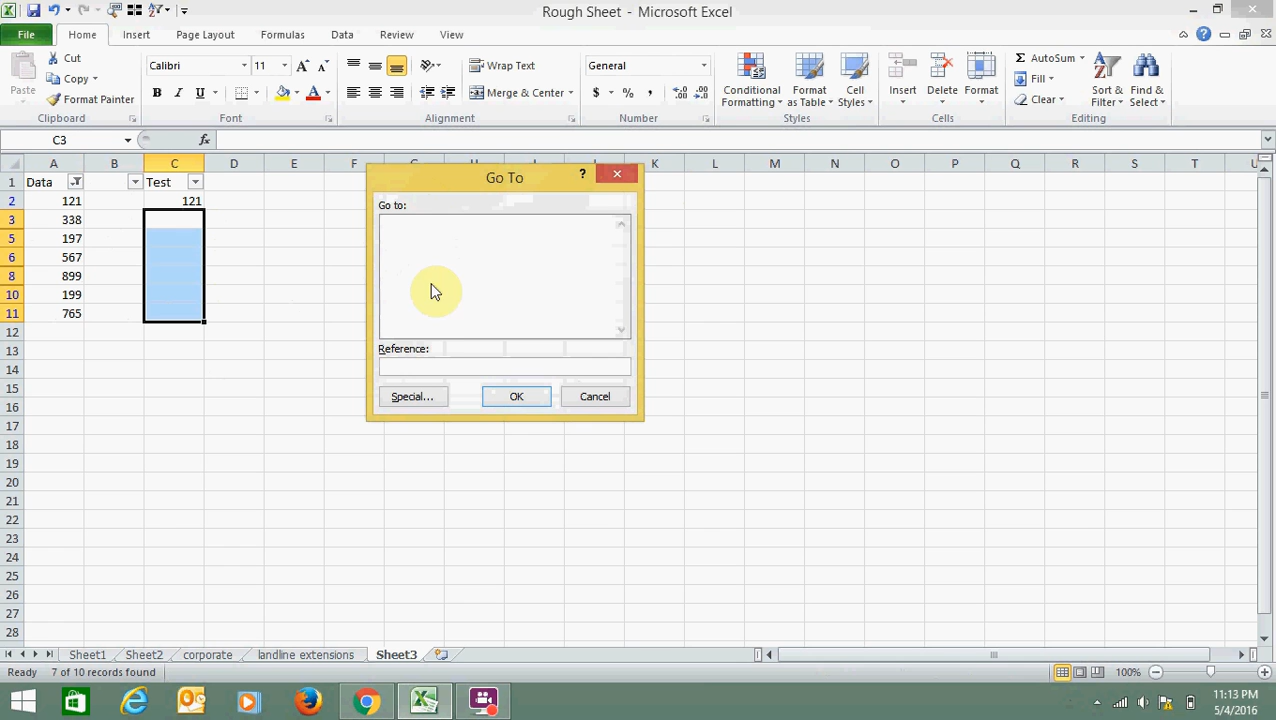 Rough Sheet - Microsoft Excel
File Home Insert Page Layout Formulas Data Review View
Paste
Cut
Copy
Format Painter
Clipboard
Calibri 11
B I U
Font
Wrap Text
Merge & Center
Alignment
General
$ % ,
Number
Conditional Formatting
Format as Table
Cell Styles
Styles
Insert Delete Format
Cells
AutoSum
Fill
Clear
Sort & Filter
Find & Select
Editing
C3 fx
A B C D E F G H I J K L M N O P Q R S T U
1 Data Test
2 121 121
3 338
5 197
6 567
8 899
10 199
11 765
12
13
14
15
16
17
18
19
20
21
22
23
24
25
26
27
28
Go To
?
Go to:
Reference:
Special... OK Cancel
Sheet1 Sheet2 corporate landline extensions Sheet3
Ready 7 of 10 records found 100%
11:13 PM
5/4/2016